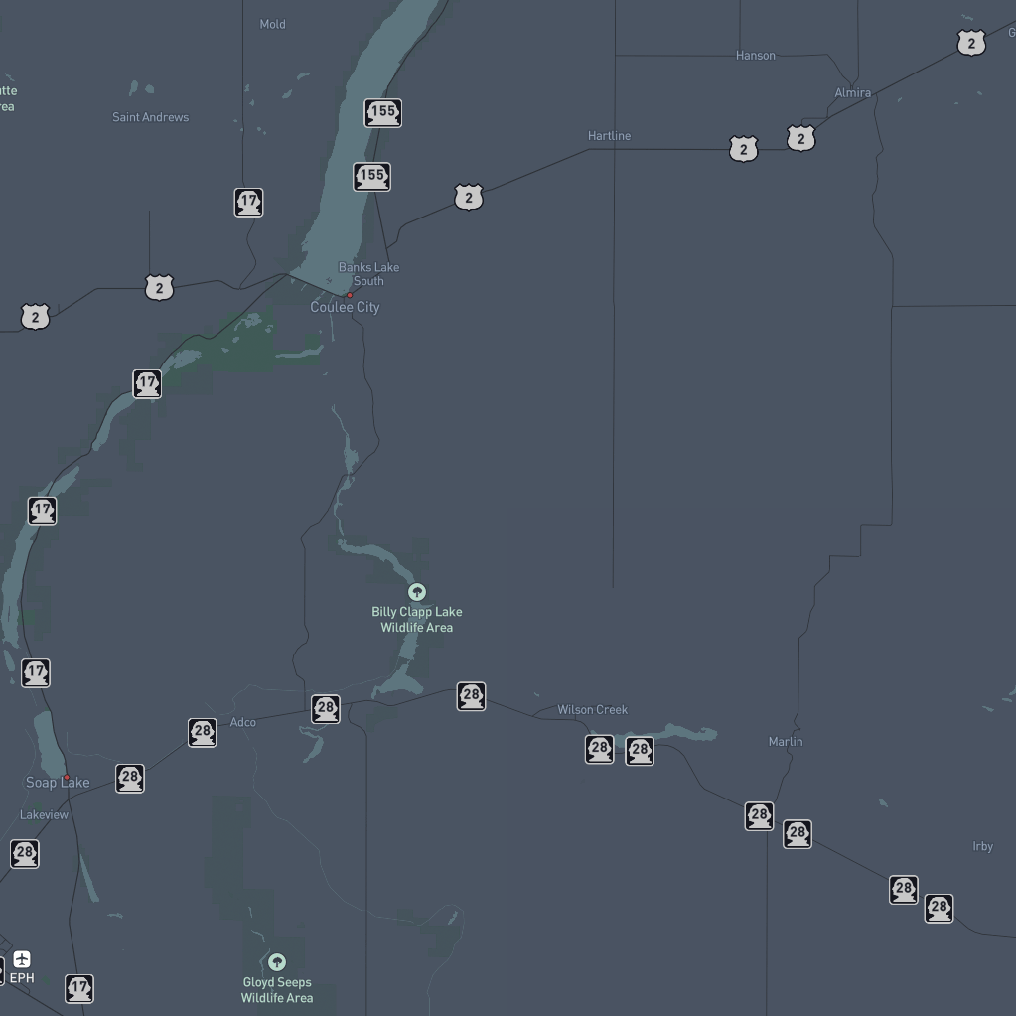 Mold
2
Hanson
Almira
155
Saint Andrews
Hartline
2
2
155
17
2
Banks Lake
South
2
Coulee City
2
17
17
Billy Clapp Lake
Wildlife Area
17
28
28
Wilson Creek
28
Adco
28
Marlin
28
28
Soap Lake
28
Lakeview
28
28
Irby
28
28
28
EPH
17
Gloyd Seeps
Wildlife Area